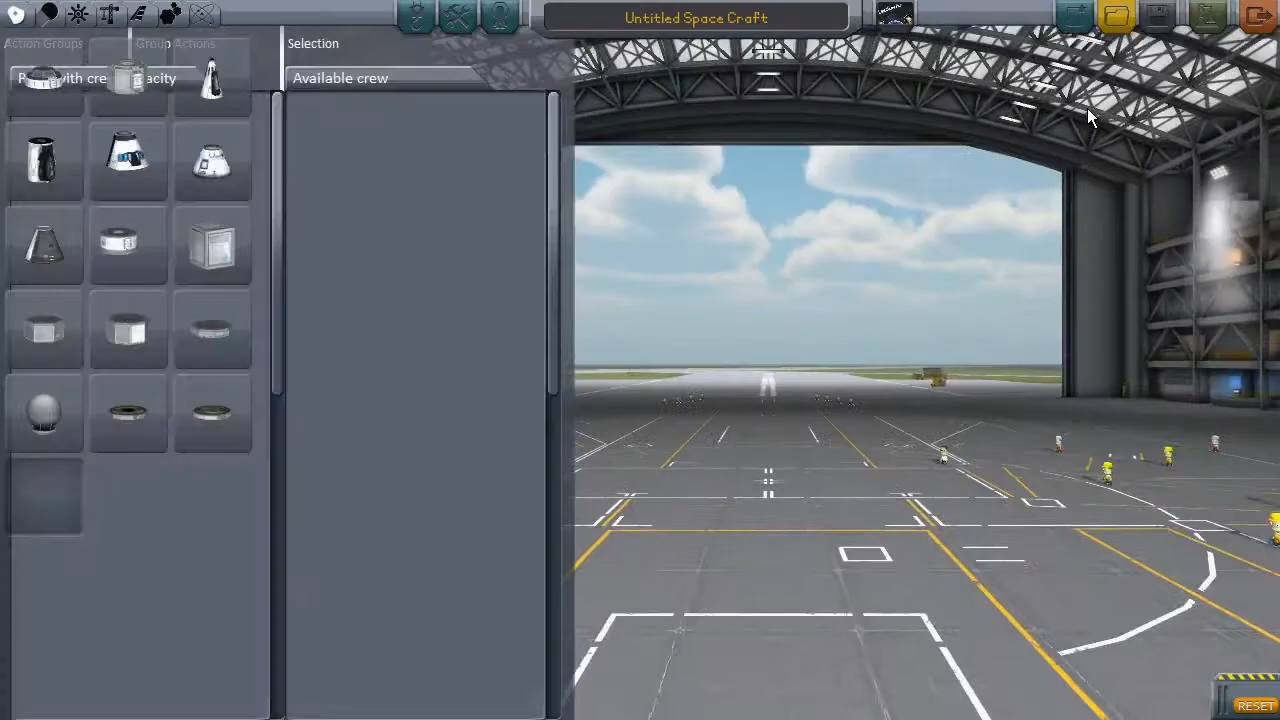 Untitled Space Craft
Action Groups
Group Actions
Selection
Available crew
RESET